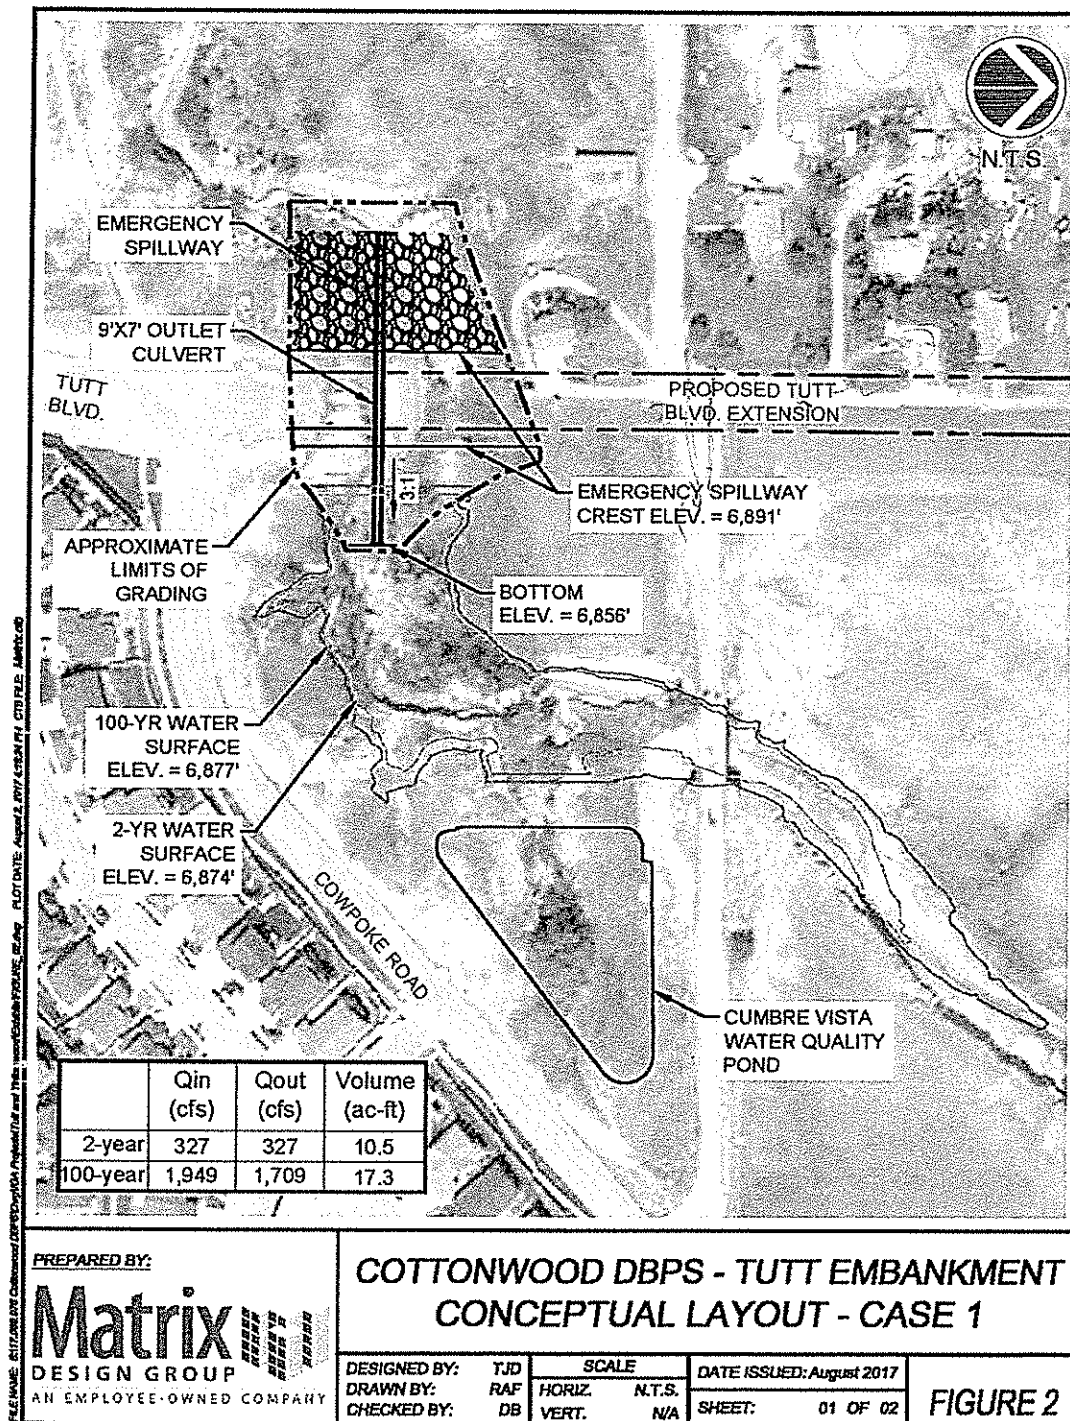 N.T.S.
EMERGENCY
SPILLWAY
9'X7' OUTLET
CULVERT
TUTT
BLVD.
PROPOSED TUTT
BLVD. EXTENSION
3:1
EMERGENCY SPILLWAY
CREST ELEV. = 6,891'
APPROXIMATE
LIMITS OF
GRADING
BOTTOM
ELEV. = 6,856'
100-YR WATER
SURFACE
ELEV. = 6,877'
2-YR WATER
SURFACE
ELEV. = 6,874'
COWPOKE ROAD
CUMBRE VISTA
WATER QUALITY
POND
Qin (cfs) Qout (cfs) Volume (ac-ft)
2-year 327 327 10.5
100-year 1,949 1,709 17.3
PREPARED BY:
Matrix
DESIGN GROUP
AN EMPLOYEE-OWNED COMPANY
COTTONWOOD DBPS - TUTT EMBANKMENT
CONCEPTUAL LAYOUT - CASE 1
DESIGNED BY: TJD
DRAWN BY: RAF
CHECKED BY: DB
SCALE
HORIZ. N.T.S.
VERT. N/A
DATE ISSUED: August 2017
SHEET: 01 OF 02
FIGURE 2
PLOT DATE: August 2, 2017